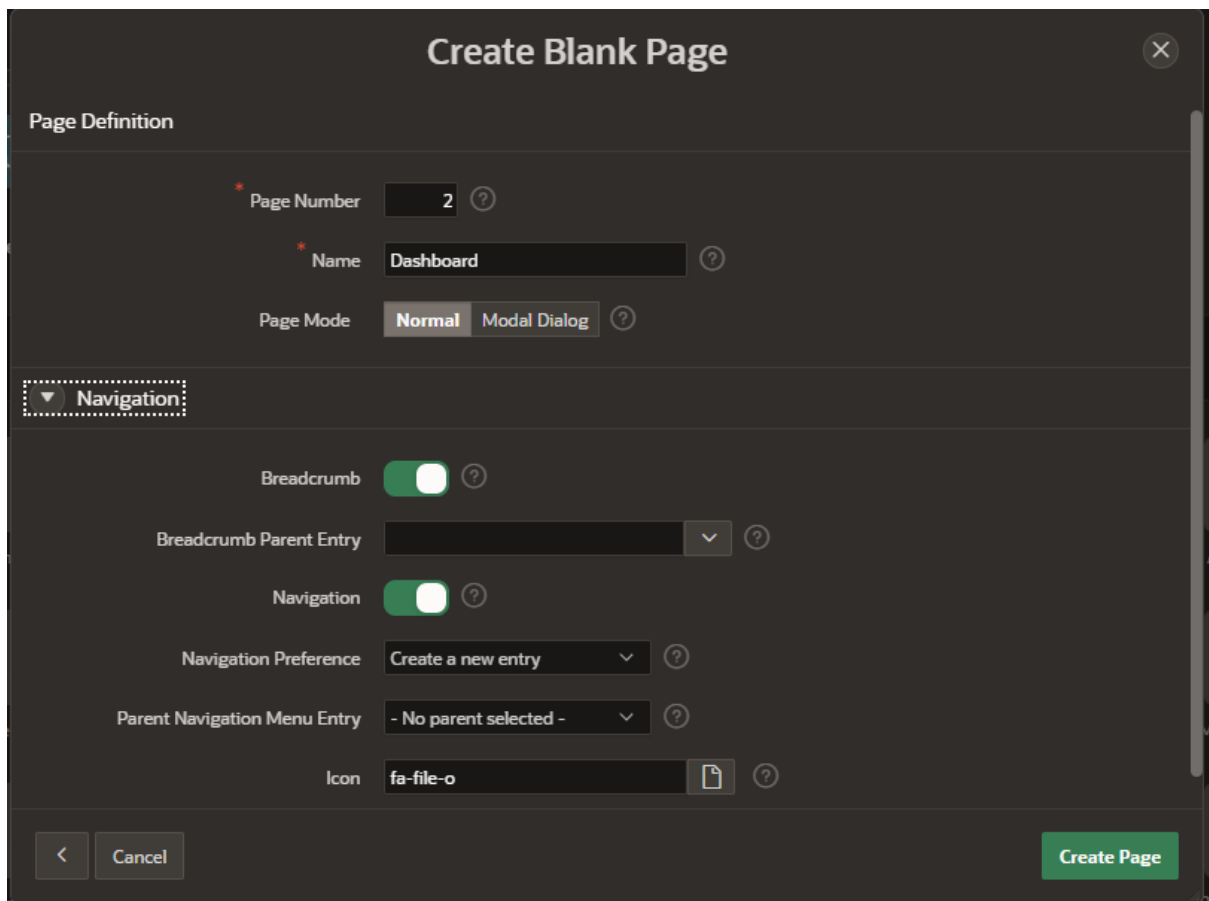 Create Blank Page
Page Definition
* Page Number 2 ?
* Name Dashboard ?
Page Mode Normal Modal Dialog ?
Navigation
Breadcrumb ?
Breadcrumb Parent Entry ?
Navigation ?
Navigation Preference Create a new entry ?
Parent Navigation Menu Entry - No parent selected - ?
Icon fa-file-o ?
Cancel Create Page